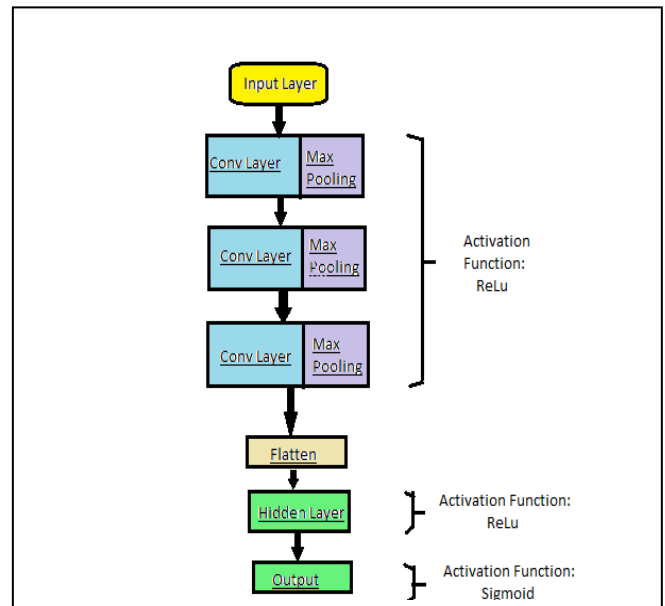 Input Layer
Conv Layer
Max
Pooling
Conv Layer
Max
Pooling
Conv Layer
Max
Pooling
Activation
Function:
ReLu
Flatten
Hidden Layer
Activation Function:
ReLu
Output
Activation Function:
Sigmoid